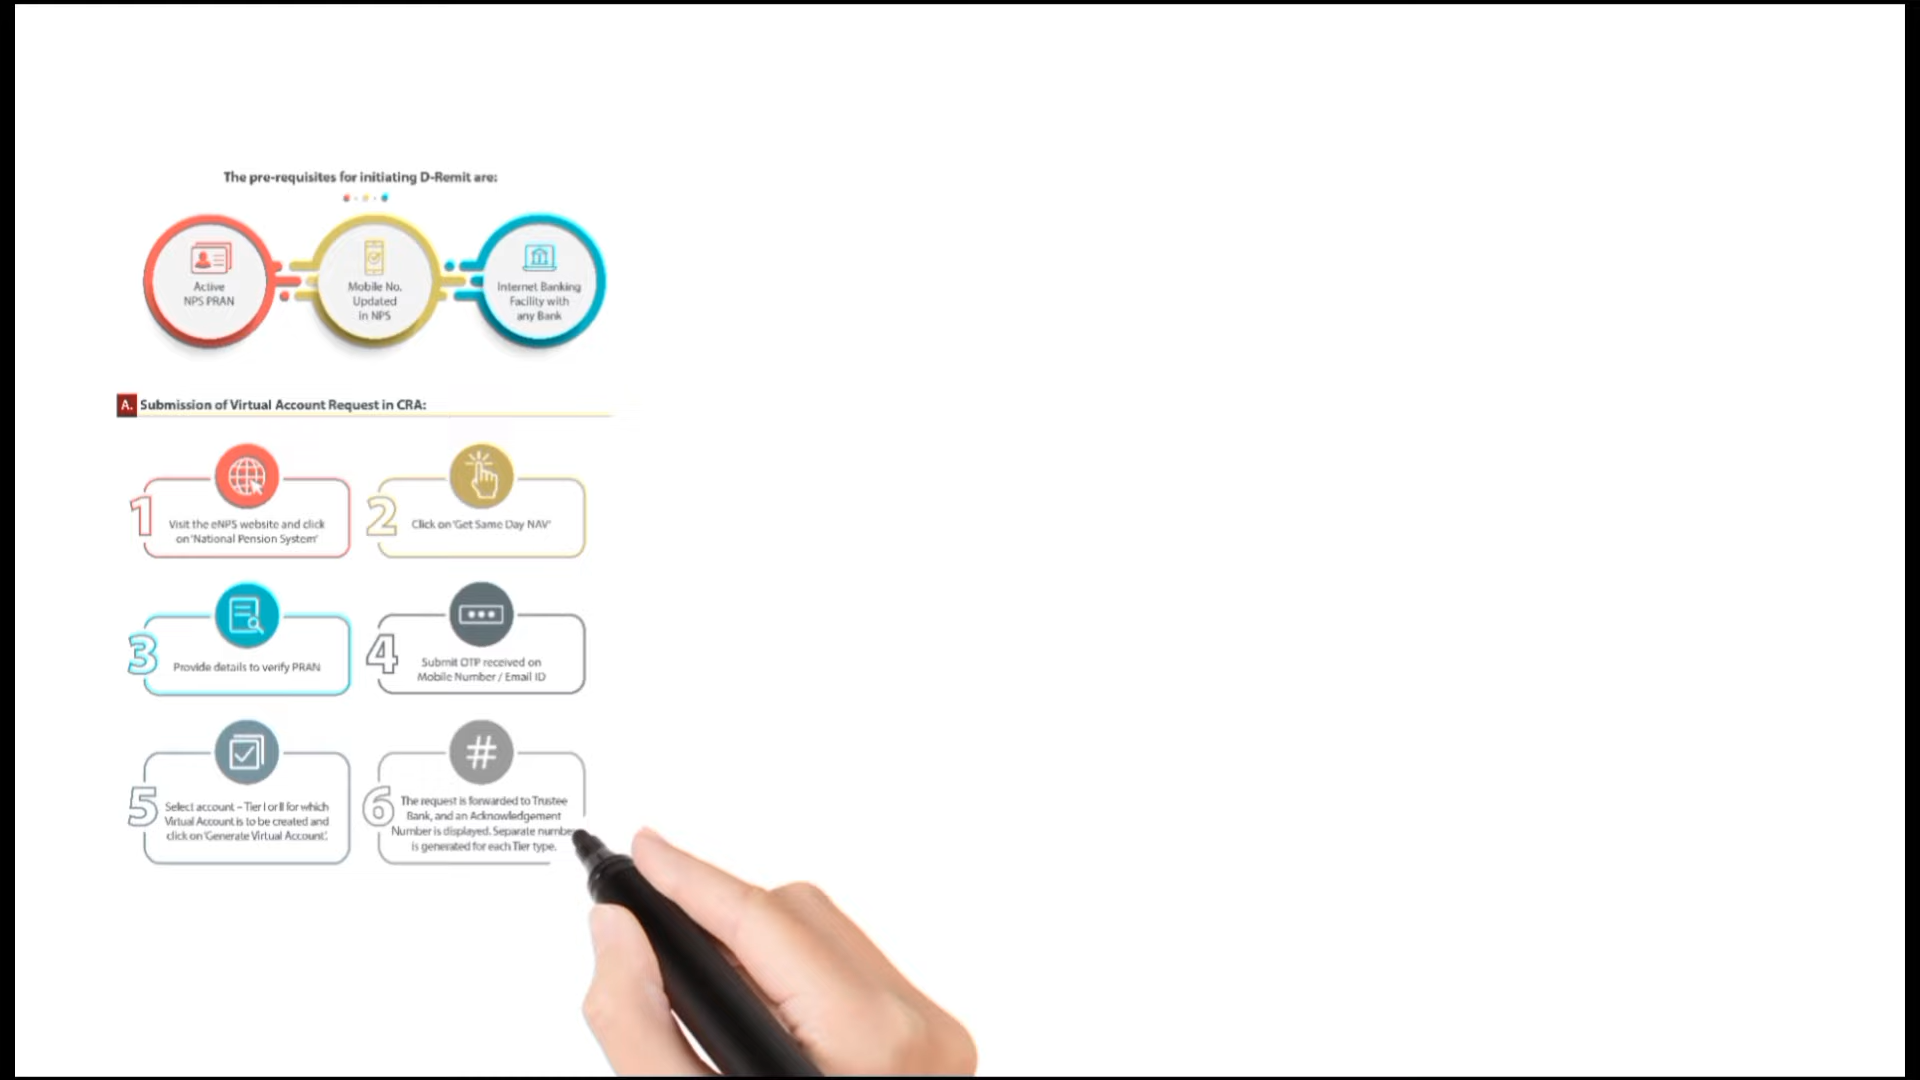 The pre-requisites for initiating D-Remit are:
Active
NPS PRAN
Mobile No.
Updated
in NPS
Internet Banking
Facility with
any Bank
A. Submission of Virtual Account Request in CRA:
1
Visit the eNPS website and click
on 'National Pension System'
2
Click on 'Get Same Day NAV'
3
Provide details to verify PRAN
4
Submit OTP received on
Mobile Number / Email ID
5
Select account – Tier I or II for which
Virtual Account is to be created and
click on 'Generate Virtual Account'.
6
The request is forwarded to Trustee
Bank, and an Acknowledgement
Number is displayed. Separate number
is generated for each Tier type.
#